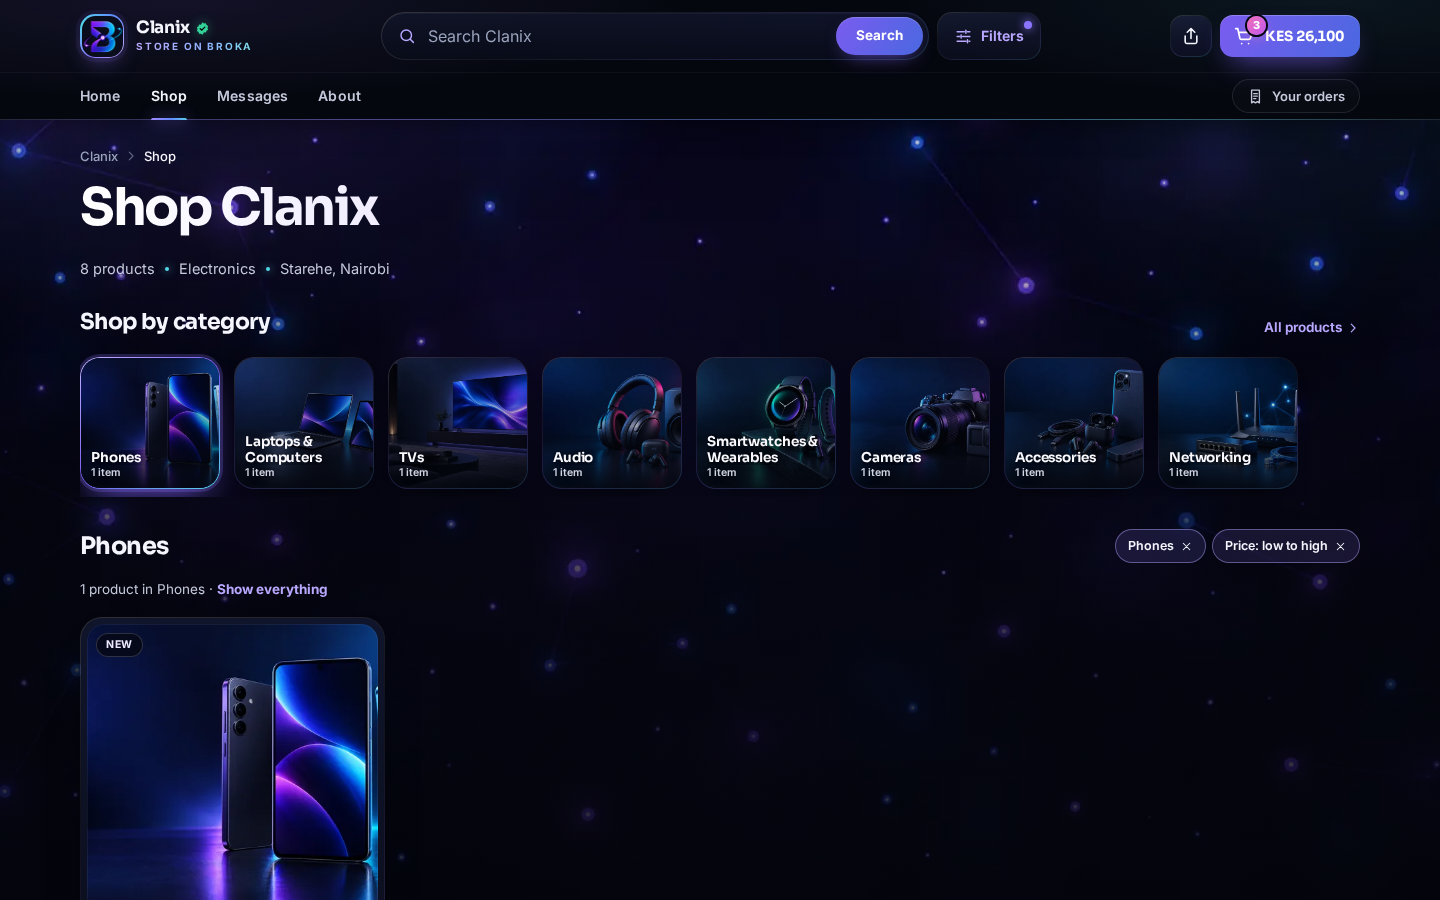 Clanix
STORE ON BROKA
Search Clanix
Search
Filters
3
KES 26,100
Home
Shop
Messages
About
Your orders
Clanix
Shop
Shop Clanix
8 products • Electronics • Starehe, Nairobi
Shop by category
All products
Phones
1 item
Laptops &
Computers
1 item
TVs
1 item
Audio
1 item
Smartwatches &
Wearables
1 item
Cameras
1 item
Accessories
1 item
Networking
1 item
Phones
Phones
Price: low to high
1 product in Phones · Show everything
NEW